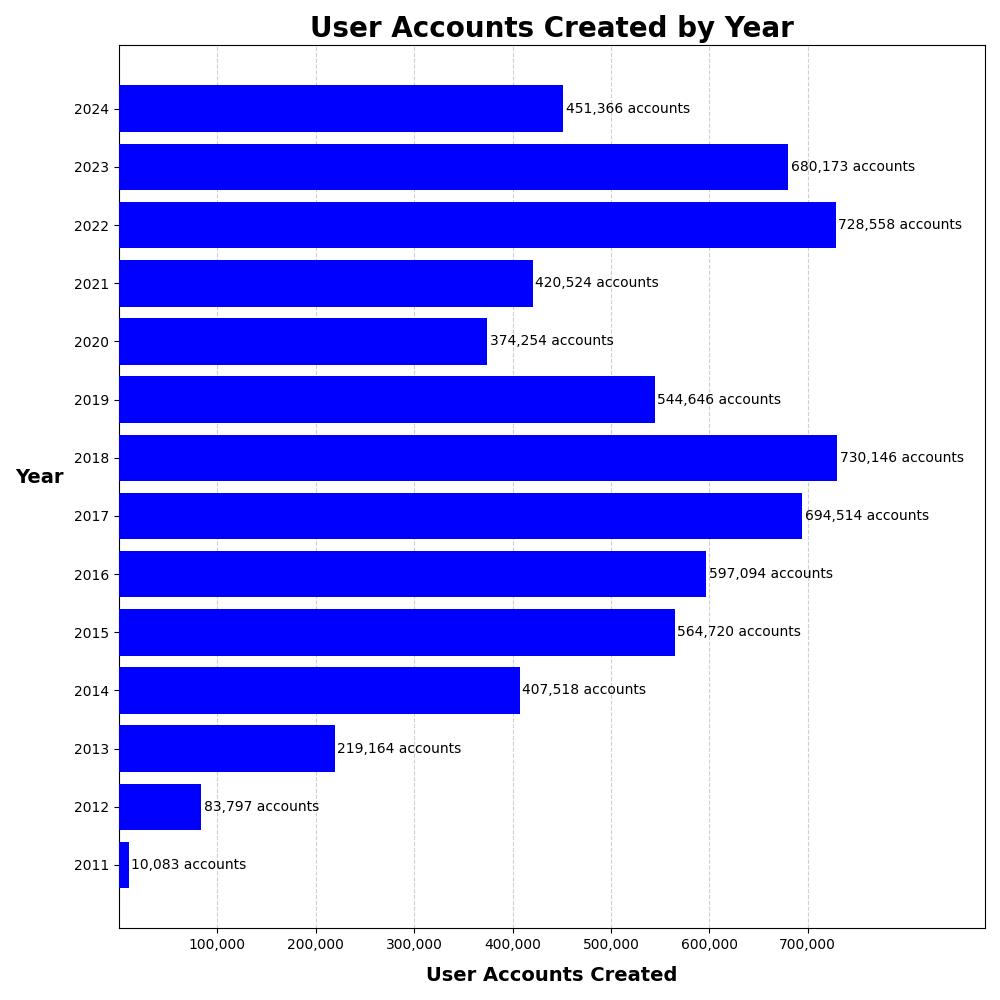 User Accounts Created by Year
2024 451,366 accounts
2023 680,173 accounts
2022 728,558 accounts
2021 420,524 accounts
2020 374,254 accounts
2019 544,646 accounts
2018 730,146 accounts
Year
2017 694,514 accounts
2016 597,094 accounts
2015 564,720 accounts
2014 407,518 accounts
2013 219,164 accounts
2012 83,797 accounts
2011 10,083 accounts
100,000 200,000 300,000 400,000 500,000 600,000 700,000
User Accounts Created